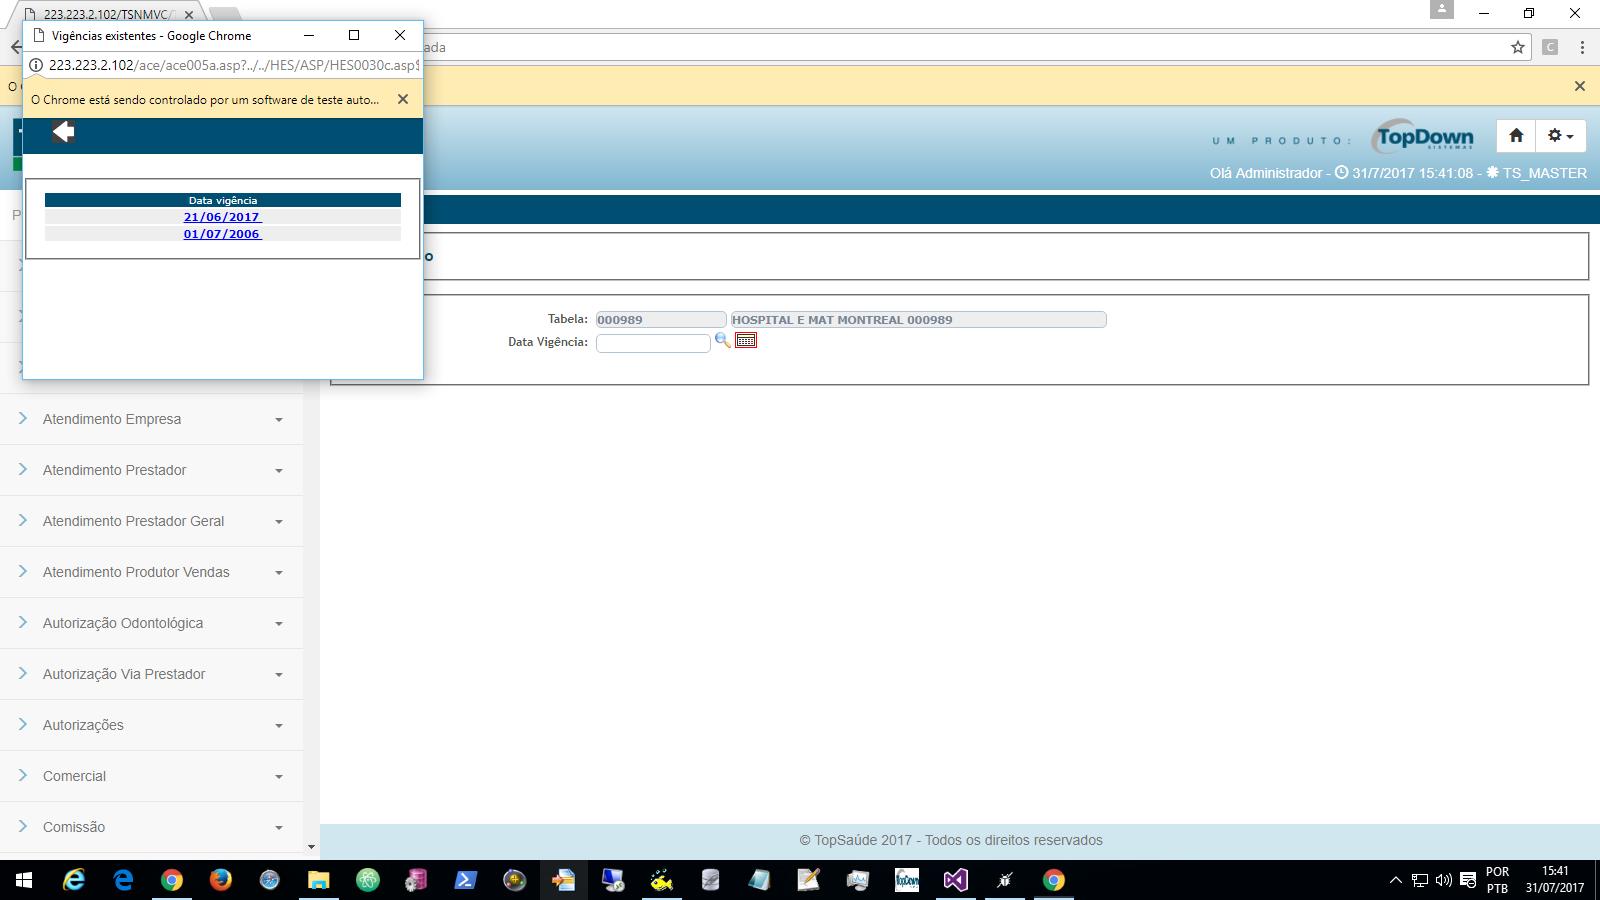 223.223.2.102/TSNMVC/
Vigências existentes - Google Chrome
ada
223.223.2.102/ace/ace005a.asp?../../HES/ASP/HES0030c.asp
O Chrome está sendo controlado por um software de teste auto...
UM PRODUTO:
TopDown
SISTEMAS
Olá Administrador - 31/7/2017 15:41:08 - TS_MASTER
Data vigência
21/06/2017
01/07/2006
Tabela: 000989 HOSPITAL E MAT MONTREAL 000989
Data Vigência:
Atendimento Empresa
Atendimento Prestador
Atendimento Prestador Geral
Atendimento Produtor Vendas
Autorização Odontológica
Autorização Via Prestador
Autorizações
Comercial
Comissão
© TopSaúde 2017 - Todos os direitos reservados
TopDown
POR
PTB
15:41
31/07/2017